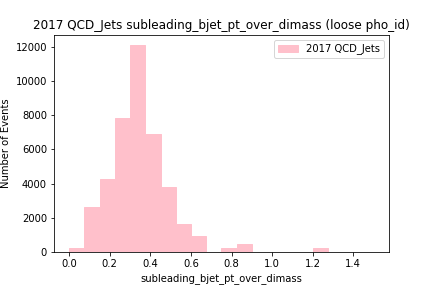 2017 QCD_Jets subleading_bjet_pt_over_dimass (loose pho_id)
2017 QCD_Jets
Number of Events
12000
10000
8000
6000
4000
2000
0
0.0 0.2 0.4 0.6 0.8 1.0 1.2 1.4
subleading_bjet_pt_over_dimass